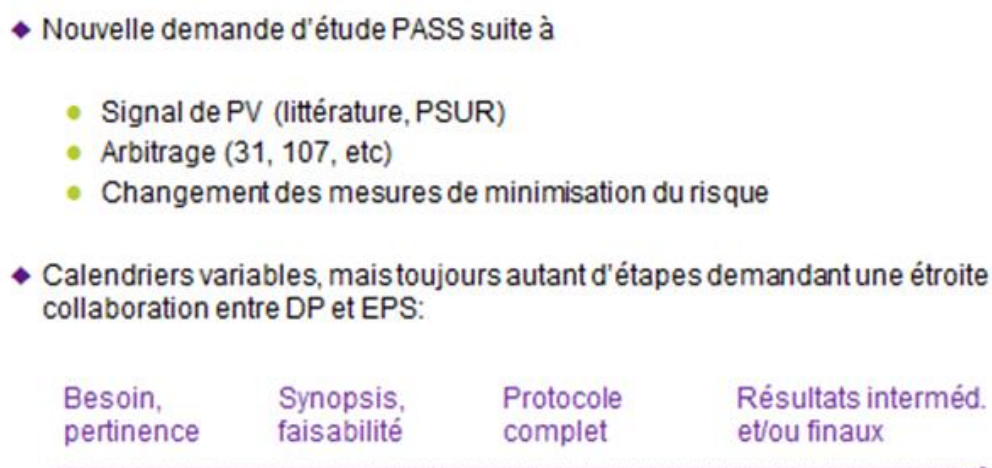 Nouvelle demande d'étude PASS suite à
Signal de PV (littérature, PSUR)
Arbitrage (31, 107, etc)
Changement des mesures de minimisation du risque
Calendriers variables, mais toujours autant d'étapes demandant une étroite
collaboration entre DP et EPS:
Besoin, Synopsis, Protocole Résultats interméd.
pertinence faisabilité complet et/ou finaux